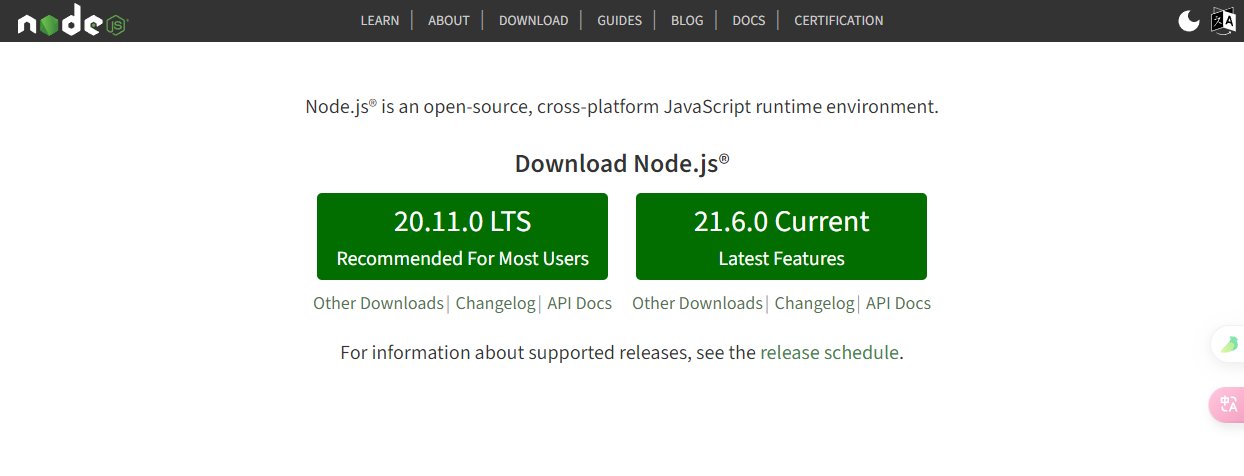 node JS
LEARN | ABOUT | DOWNLOAD | GUIDES | BLOG | DOCS | CERTIFICATION
Node.js® is an open-source, cross-platform JavaScript runtime environment.
Download Node.js®
20.11.0 LTS
Recommended For Most Users
21.6.0 Current
Latest Features
Other Downloads | Changelog | API Docs
Other Downloads | Changelog | API Docs
For information about supported releases, see the release schedule.